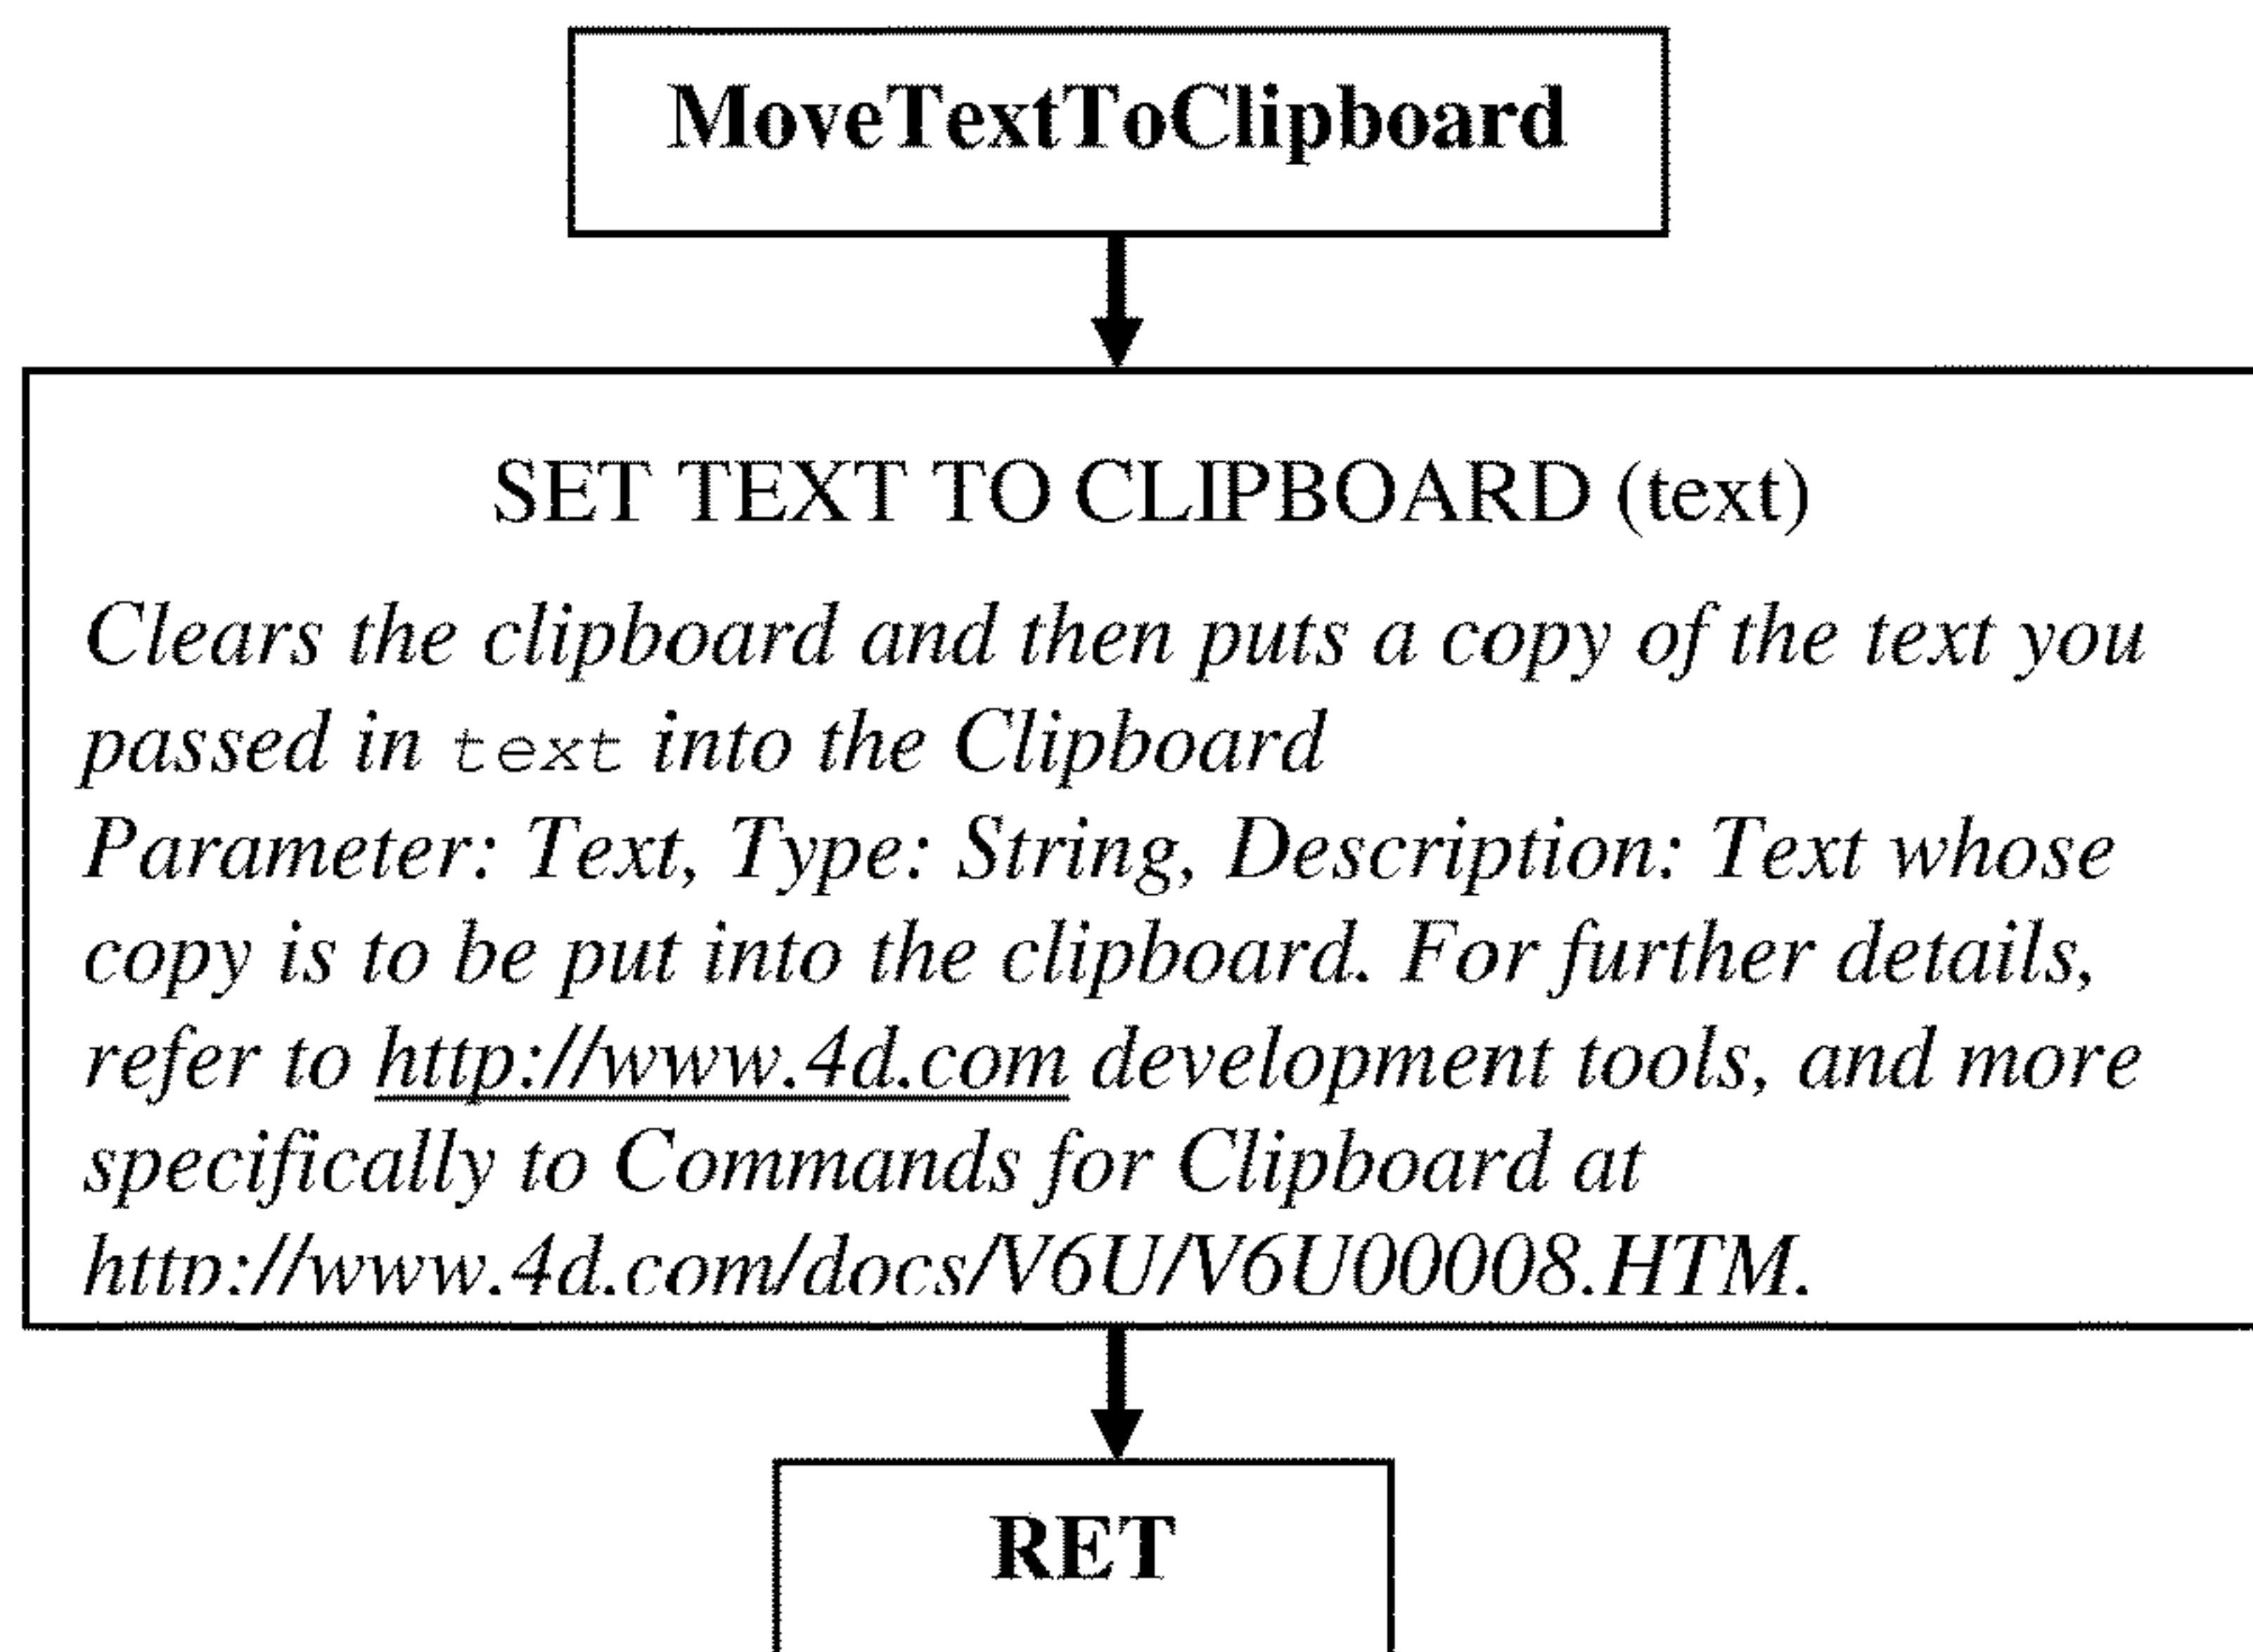 MoveTextToClipboard
SET TEXT TO CLIPBOARD (text)
Clears the clipboard and then puts a copy of the text you
passed in text into the Clipboard
Parameter: Text, Type: String, Description: Text whose
copy is to be put into the clipboard. For further details,
refer to http://www.4d.com development tools, and more
specifically to Commands for Clipboard at
http://www.4d.com/docs/V6U/V6U00008.HTM.
RET